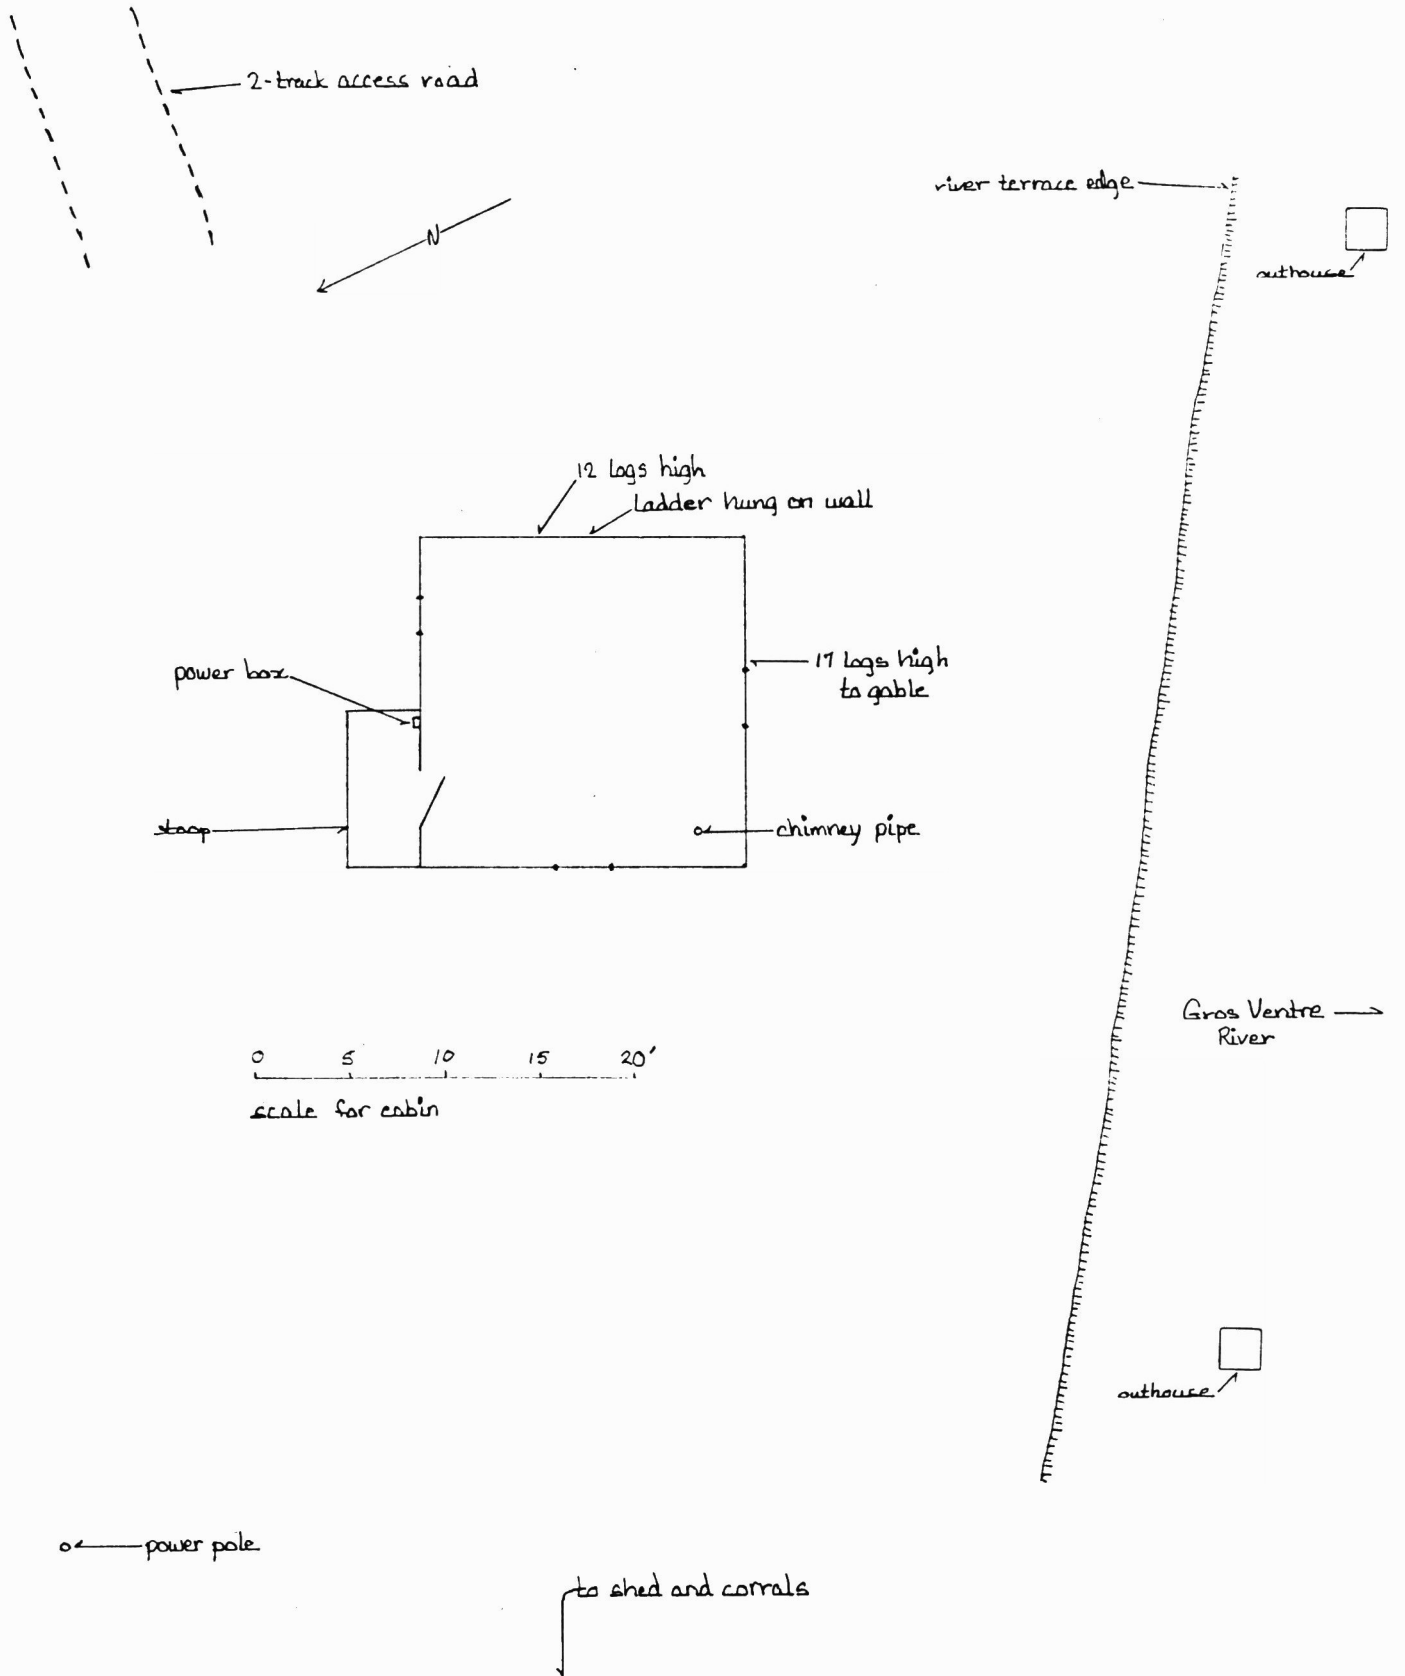 2-track access road
river terrace edge
outhouse
N
12 logs high
ladder hung on wall
17 logs high
to gable
power box
stoop
chimney pipe
Gros Ventre
River
0 5 10 15 20'
scale for cabin
outhouse
power pole
to shed and corrals